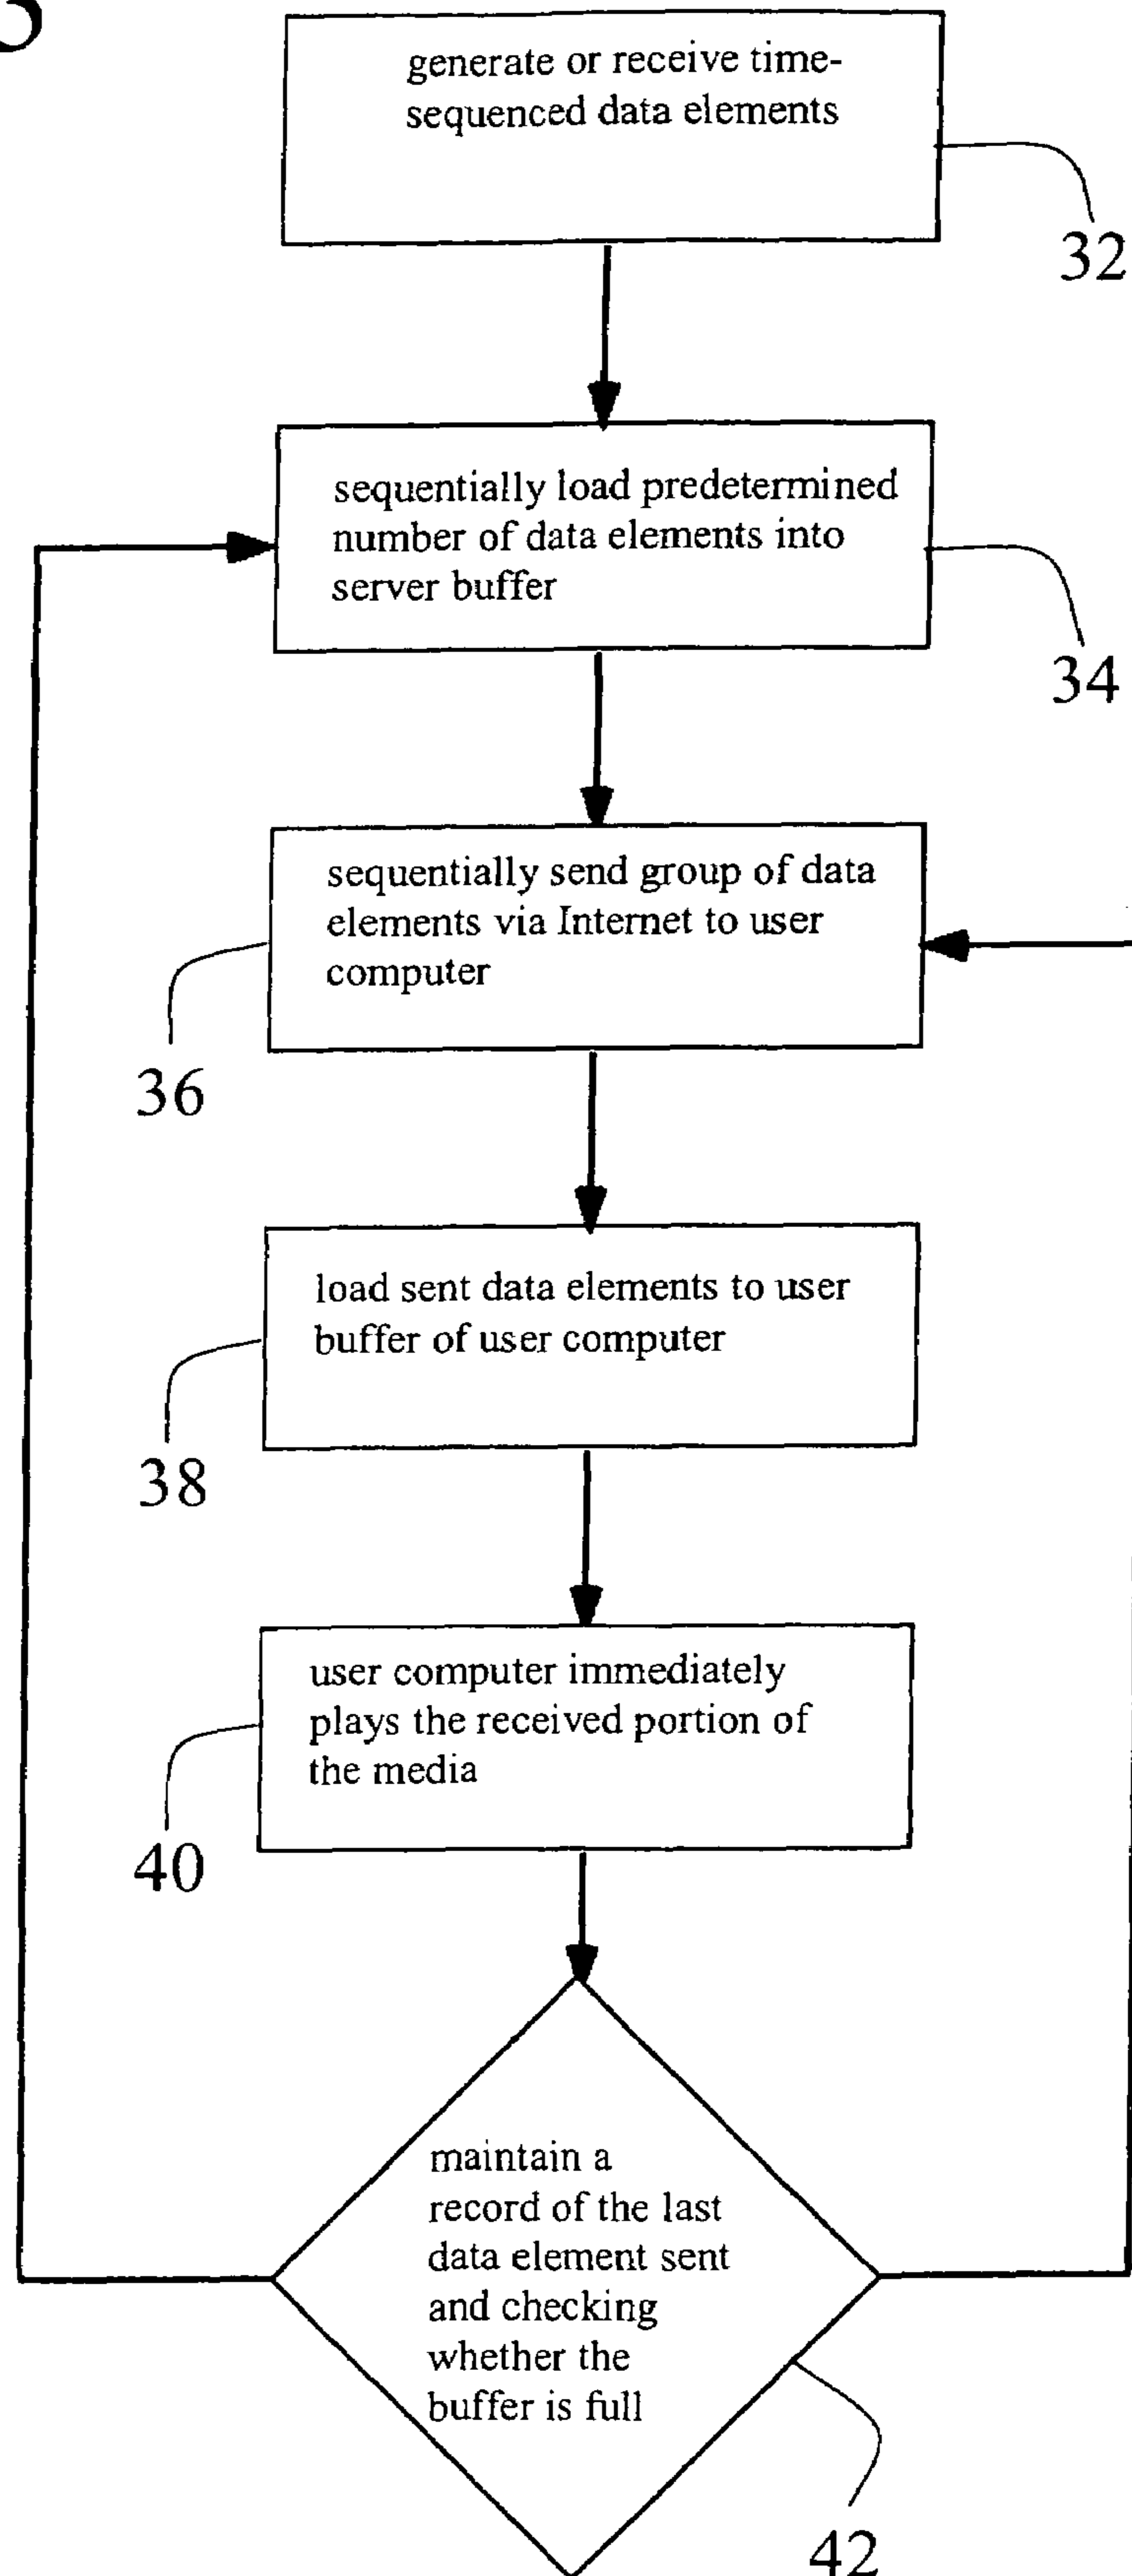 generate or receive time-
sequenced data elements
32
sequentially load predetermined
number of data elements into
server buffer
34
sequentially send group of data
elements via Internet to user
computer
36
load sent data elements to user
buffer of user computer
38
user computer immediately
plays the received portion of
the media
40
maintain a
record of the last
data element sent
and checking
whether the
buffer is full
42